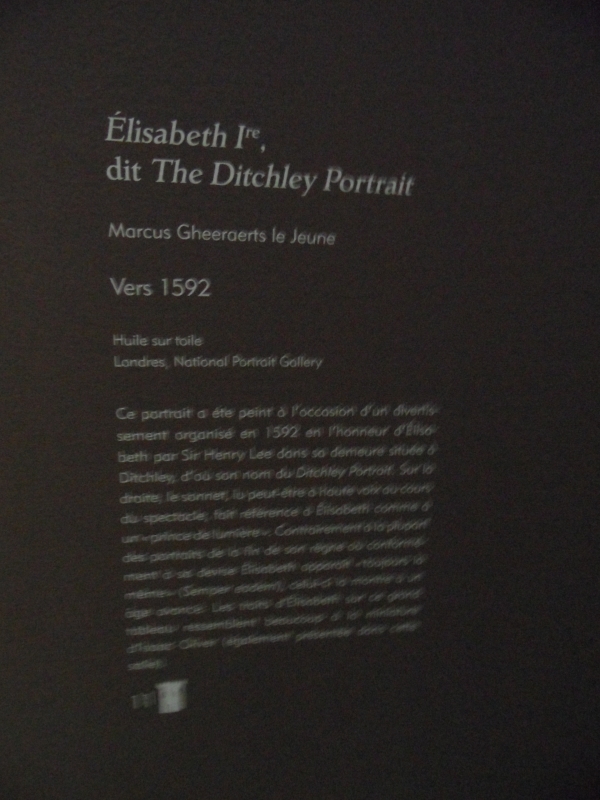 Élisabeth Ire,
dit The Ditchley Portrait
Marcus Gheeraerts le Jeune
Vers 1592
Huile sur toile
Londres, National Portrait Gallery
Ce portrait a éte peint à l'occasion d'un divertis-
sement organisé en 1592 en l'honneur d'Élisa-
beth par Sir Henry Lee dans sa demeure située à
Ditchley, d'où son nom du Ditchley Portrait. Sur la
droite, le sonnet, lu peut-être à haute voix au cours
du spectacle, fait référence à Élisabeth comme à
un « prince de lumière ». Contrairement à la plupart
des portraits de la fin de son règne où conformé-
ment à sa devise Élisabeth apparaît « toujours la
même » (Semper eadem), celui-ci la montre à un
âge avancé. Les traits d'Élisabeth sur ce grand
tableau ressemblent beaucoup à la miniature
d'Isaac Oliver (également présentée dans cette
salle).